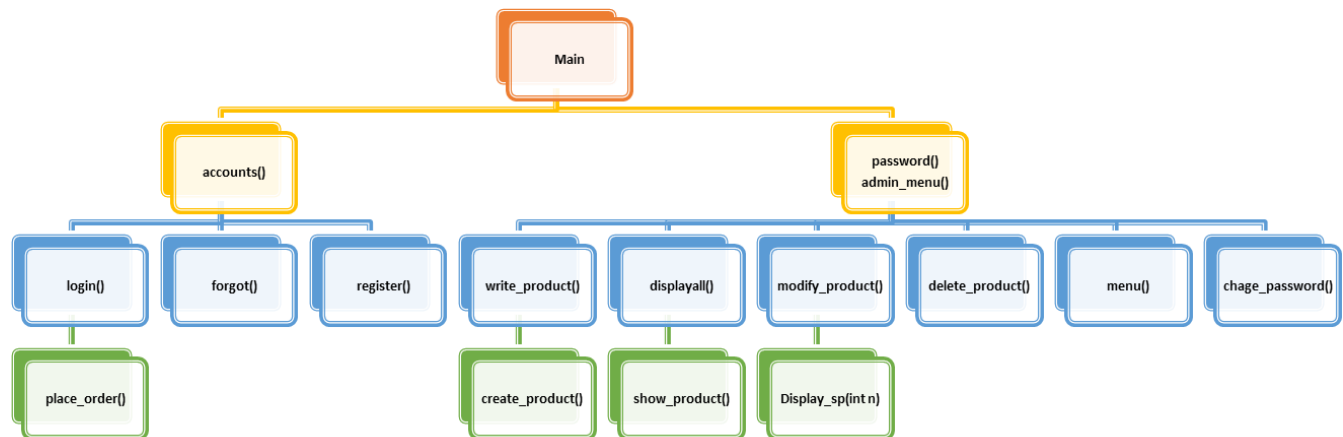 Main
accounts()
password()
admin_menu()
login()
forgot()
register()
write_product()
displayall()
modify_product()
delete_product()
menu()
chage_password()
place_order()
create_product()
show_product()
Display_sp(int n)